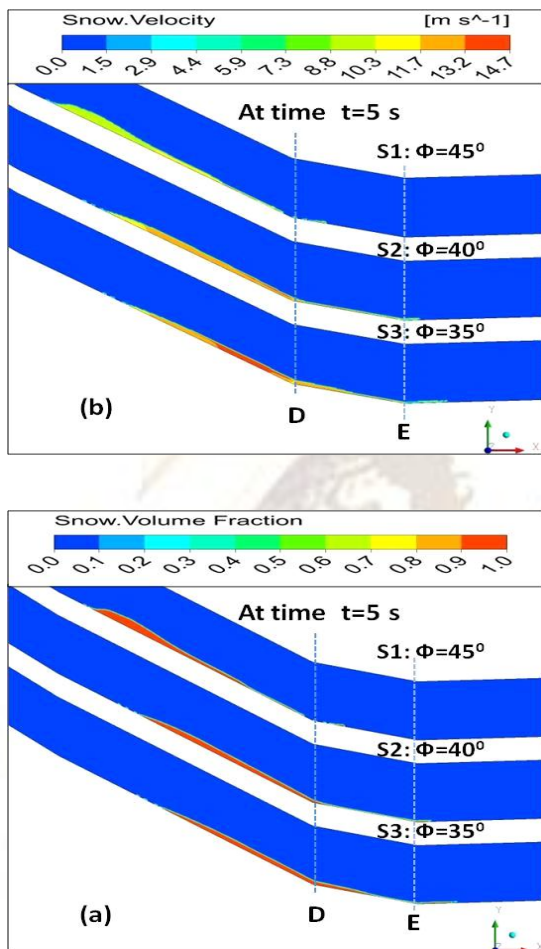 Snow.Velocity [m s^-1]
0.0 1.5 2.9 4.4 5.9 7.3 8.8 10.3 11.7 13.2 14.7
At time t=5 s
S1: Φ=45⁰
S2: Φ=40⁰
S3: Φ=35⁰
(b)
D
E
Y
Z X
Snow.Volume Fraction
0.0 0.1 0.2 0.3 0.4 0.5 0.6 0.7 0.8 0.9 1.0
At time t=5 s
S1: Φ=45⁰
S2: Φ=40⁰
S3: Φ=35⁰
(a)
D
E
Y
Z